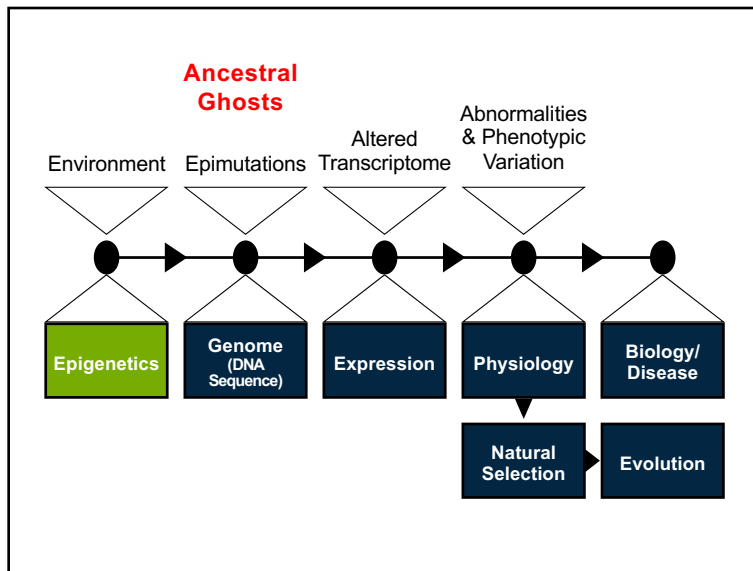 Ancestral
Ghosts
Environment
Epimutations
Altered
Transcriptome
Abnormalities
& Phenotypic
Variation
Epigenetics
Genome
(DNA
Sequence)
Expression
Physiology
Biology/
Disease
Natural
Selection
Evolution